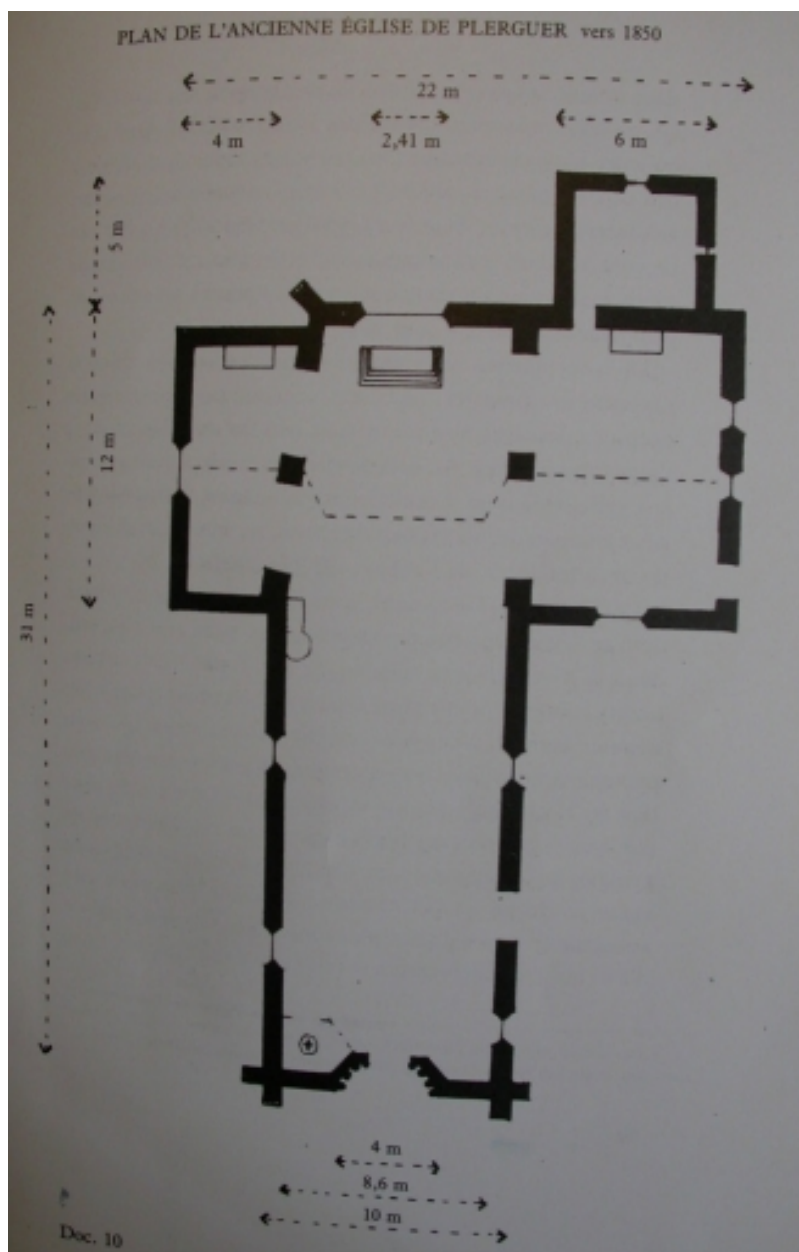 PLAN DE L'ANCIENNE ÉGLISE DE PLERGUER vers 1850
22 m
4 m 2,41 m 6 m
5 m
12 m
31 m
4 m
8,6 m
10 m
Doc. 10